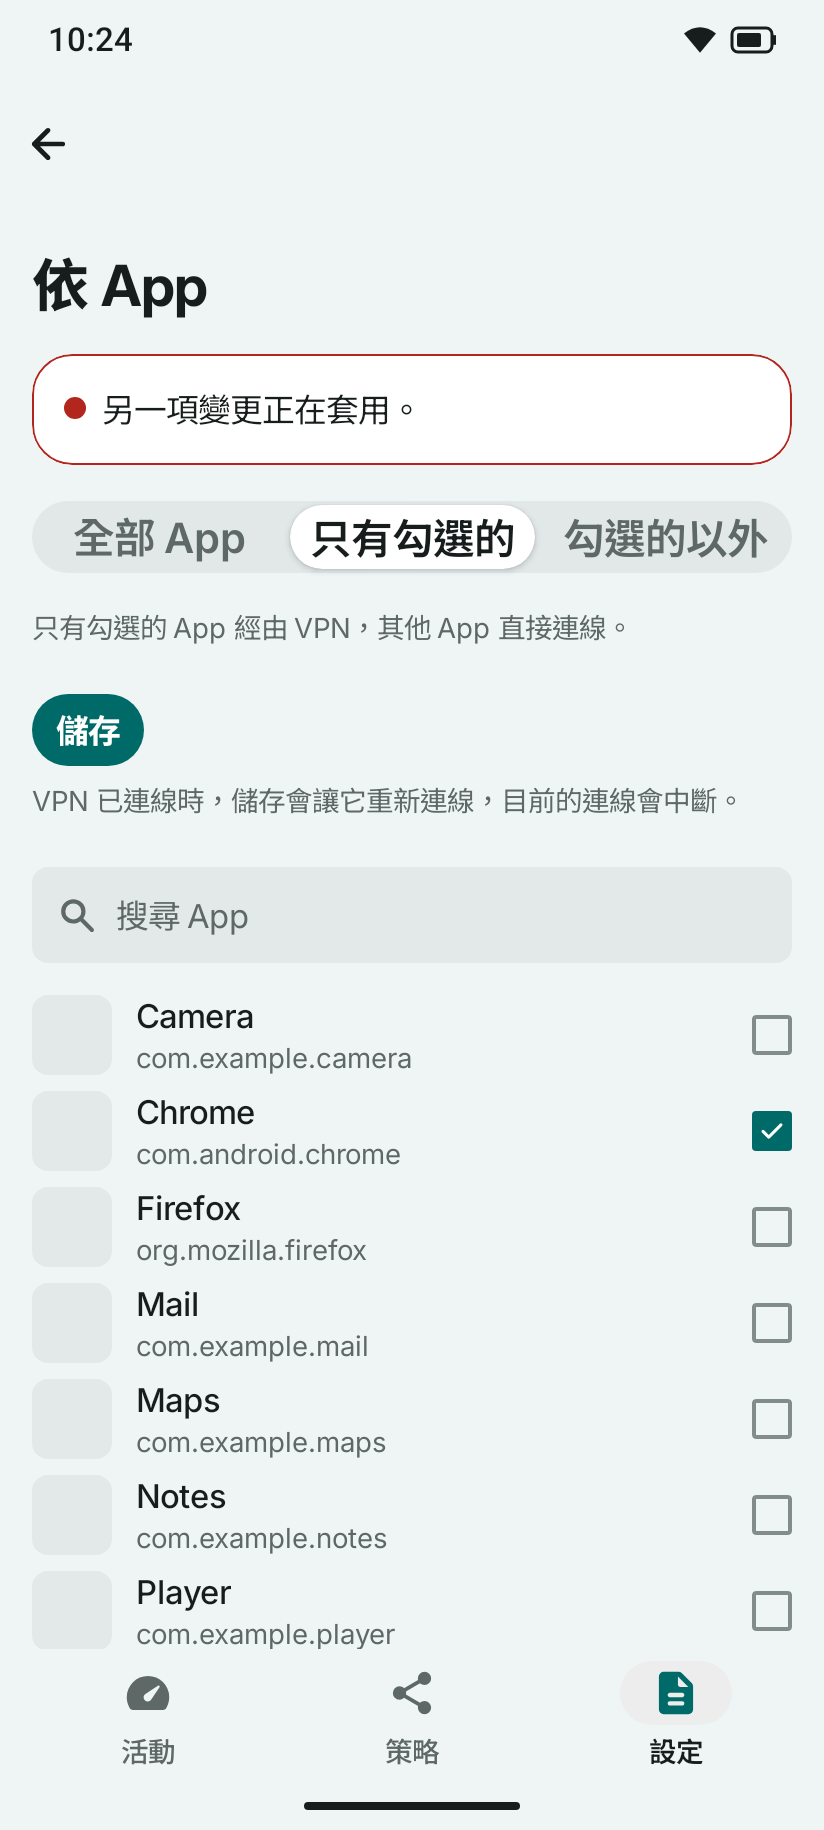 10:24
依 App
另一項變更正在套用。
全部 App 只有勾選的 勾選的以外
只有勾選的 App 經由 VPN，其他 App 直接連線。
儲存
VPN 已連線時，儲存會讓它重新連線，目前的連線會中斷。
搜尋 App
Camera
com.example.camera
Chrome
com.android.chrome
Firefox
org.mozilla.firefox
Mail
com.example.mail
Maps
com.example.maps
Notes
com.example.notes
Player
com.example.player
活動 策略 設定